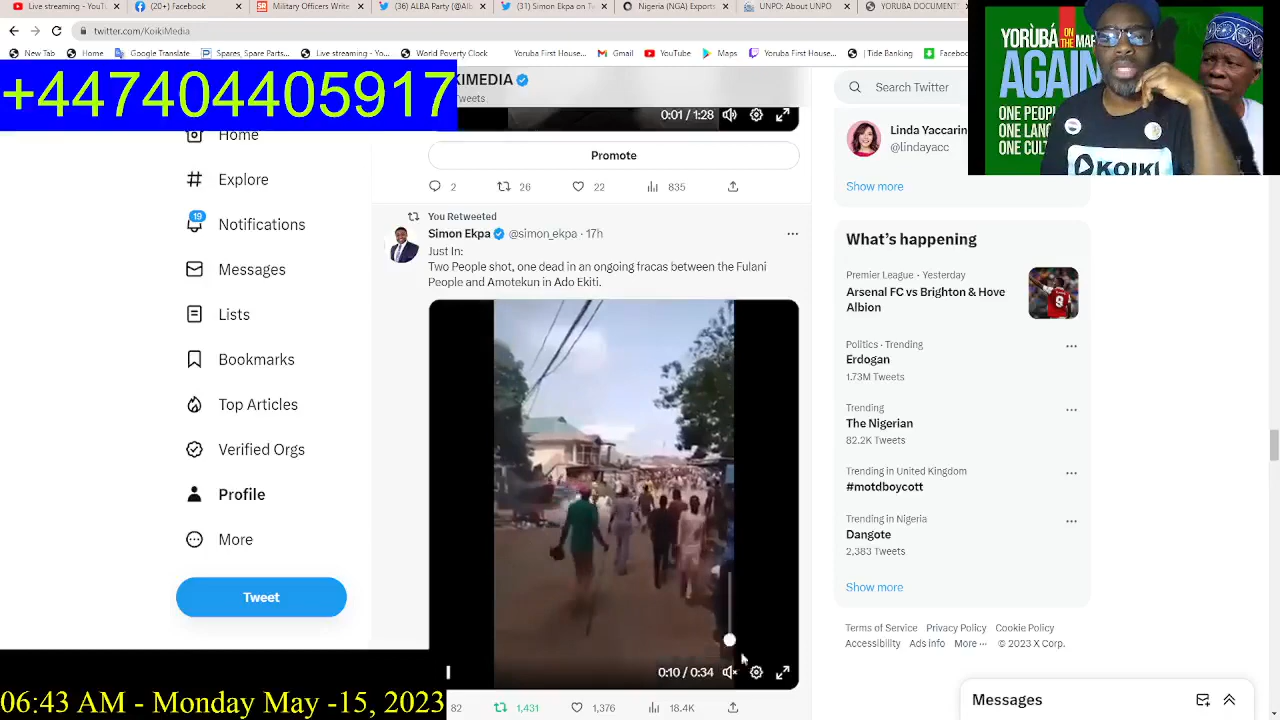 Live streaming - YouTu
(20+) Facebook
Military Officers Write
(36) ALBA Party (@Alb
(32) Simon Ekpa on Tw
Nigeria (NGA) Exports
UNPO: About UNPO
YORUBA DOCUMENT
twitter.com/KoikiMedia
New Tab
Home
Google Translate
Spares, Spare Parts...
Live streaming - Yo...
World Poverty Clock
Yoruba First House...
Gmail
YouTube
Maps
Yoruba First House...
Tide Banking
Facebook
+447404405917
KIMEDIA
Tweets
Home
Explore
19
Notifications
Messages
Lists
Bookmarks
Top Articles
Verified Orgs
Profile
More
Tweet
0:01 / 1:28
Promote
2
26
22
835
You Retweeted
Simon Ekpa @simon_ekpa · 17h
Just In:
Two People shot, one dead in an ongoing fracas between the Fulani
People and Amotekun in Ado Ekiti.
0:10 / 0:34
82
1,431
1,376
18.4K
Search Twitter
Linda Yaccarin
@lindayacc
Show more
What's happening
Premier League · Yesterday
Arsenal FC vs Brighton & Hove
Albion
Politics · Trending
Erdogan
1.73M Tweets
Trending
The Nigerian
82.2K Tweets
Trending in United Kingdom
#motdboycott
Trending in Nigeria
Dangote
2,383 Tweets
Show more
Terms of Service Privacy Policy Cookie Policy
Accessibility Ads info More ··· © 2023 X Corp.
Messages
YORÙBÁ ON THE MAR
AGAIN
ONE PEOPL
ONE LANG
ONE CULT
KOIKI
06:43 AM - Monday May -15, 2023